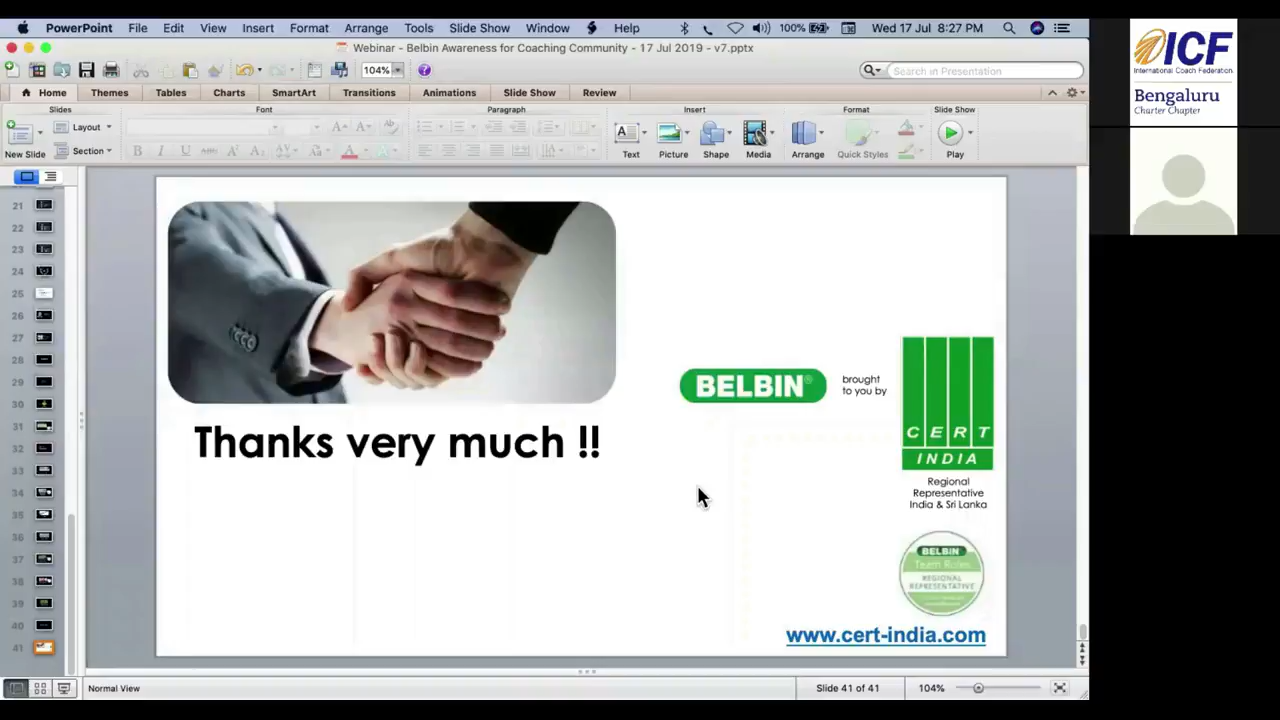 PowerPoint File Edit View Insert Format Arrange Tools Slide Show Window Help 100% Wed 17 Jul 8:27 PM
Webinar - Belbin Awareness for Coaching Community - 17 Jul 2019 - v7.pptx
104% Search in Presentation
Home Themes Tables Charts SmartArt Transitions Animations Slide Show Review
Slides Font Paragraph Insert Format Slide Show
New Slide Layout Section
Text Picture Shape Media Arrange Quick Styles Play
21
22
23
24
25
26
27
28
29
30
31
32
33
34
35
36
37
38
39
40
41
Thanks very much !!
BELBIN®
brought
to you by
CERT
INDIA
Regional
Representative
India & Sri Lanka
BELBIN
Team Roles
REGIONAL
REPRESENTATIVE
www.cert-india.com
Normal View Slide 41 of 41 104%
ICF
International Coach Federation
Bengaluru
Charter Chapter